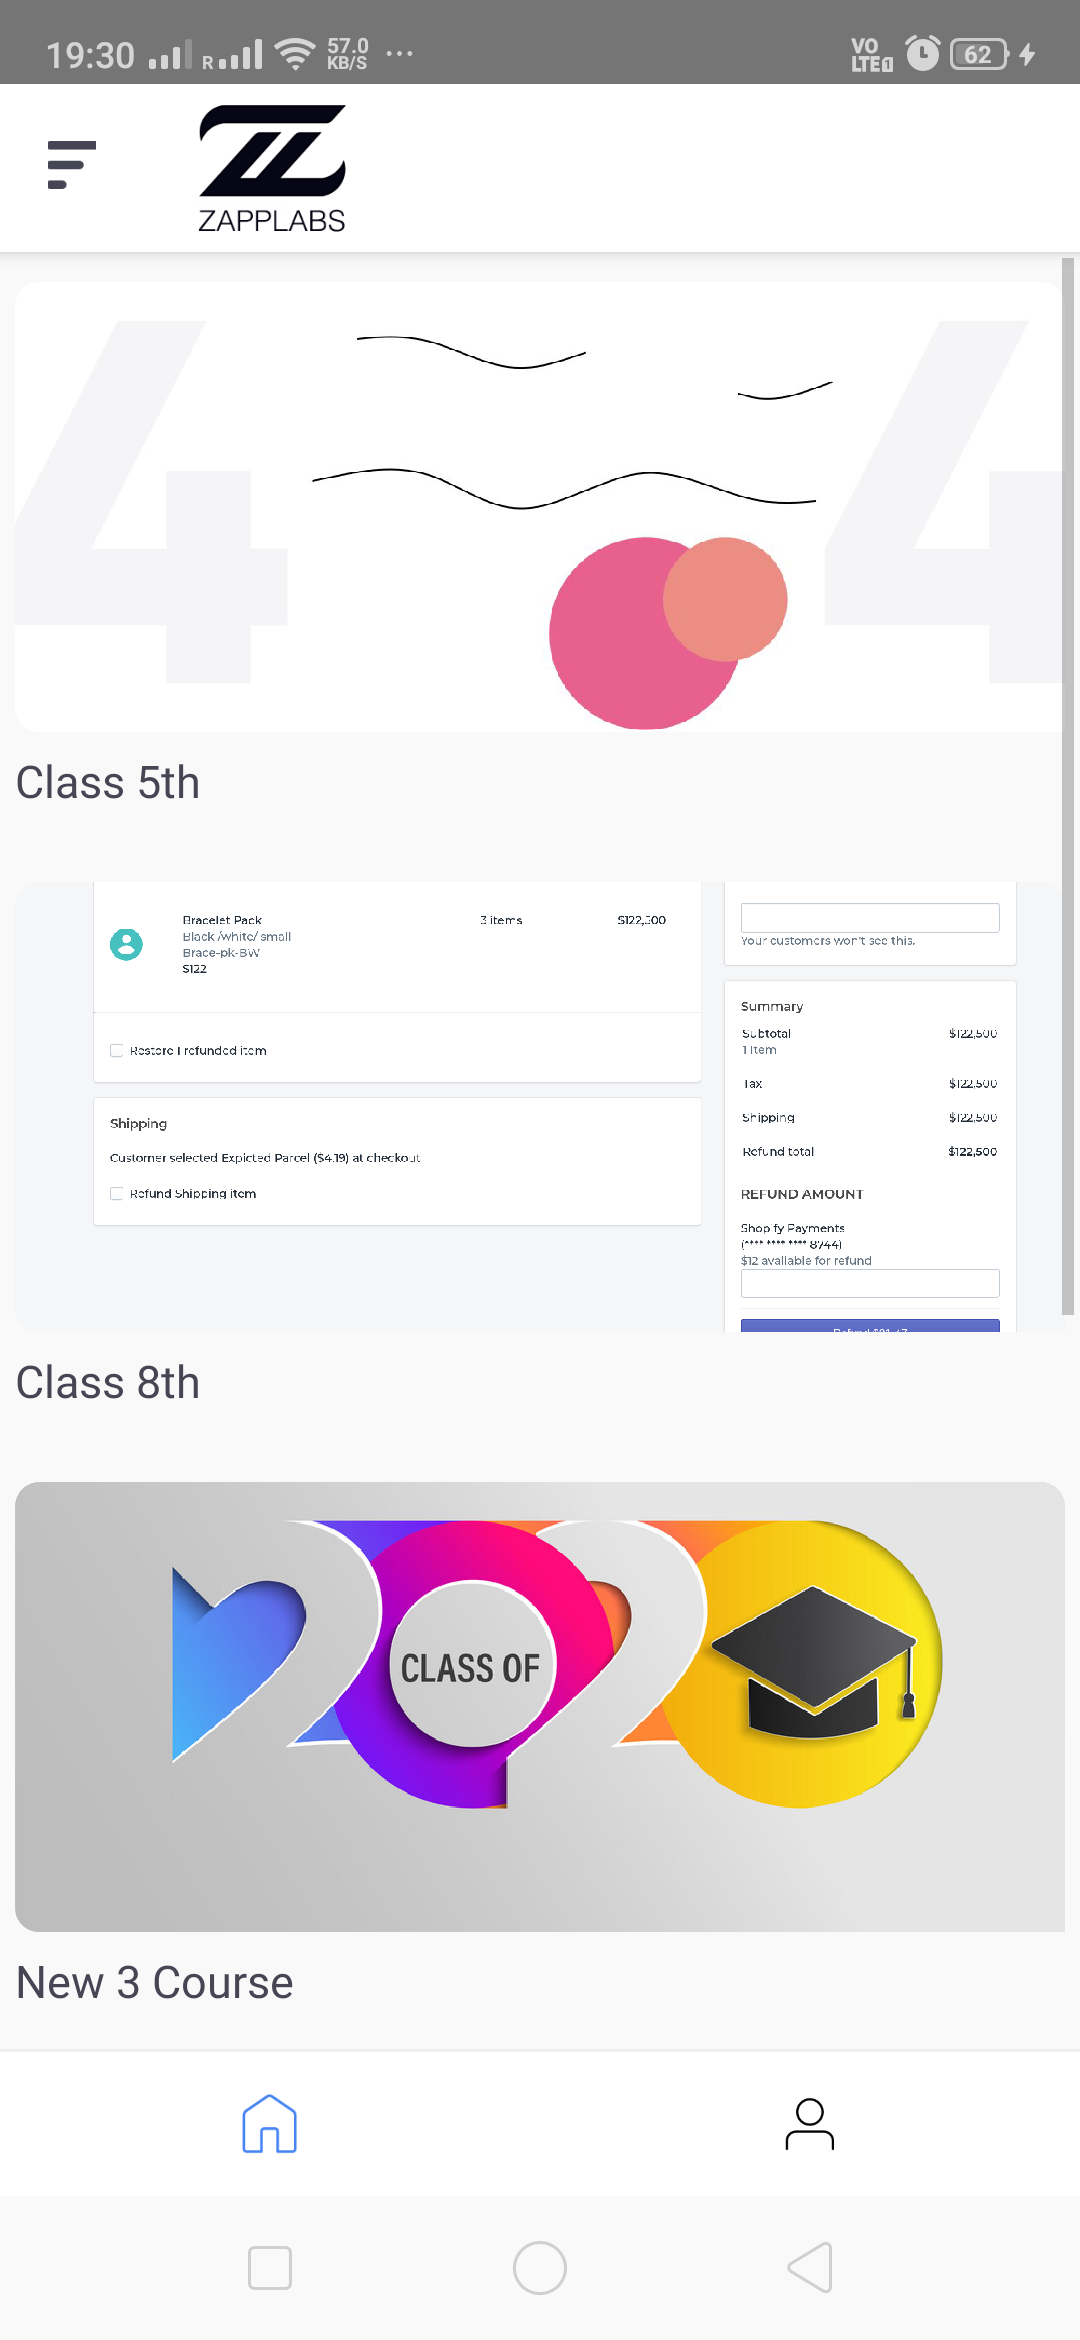 19:30 R 57.0 KB/S ... VO LTE1 62
ZAPPLABS
4 4
Class 5th
Bracelet Pack 3 items $122,500
Black /white/ small
Brace-pk-BW
$122
Your customers won't see this.
Restore 1 refunded item
Shipping
Customer selected Expicted Parcel ($4.19) at checkout
Refund Shipping item
Summary
Subtotal $122,500
1 Item
Tax $122,500
Shipping $122,500
Refund total $122,500
REFUND AMOUNT
Shopify Payments
(**** **** **** 8744)
$12 available for refund
Class 8th
2020
CLASS OF
New 3 Course